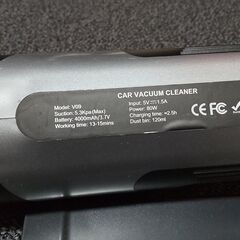 CAR VACUUM CLEANER
Model: V09
Suction: 5.3Kpa(Max)
Battery: 4000mAh/3.7V
Working time: 13-15mins
Input: 5V⎓1.5A
Power: 80W
Charging time: ≈2.5h
Dust bin: 120ml
CE FC